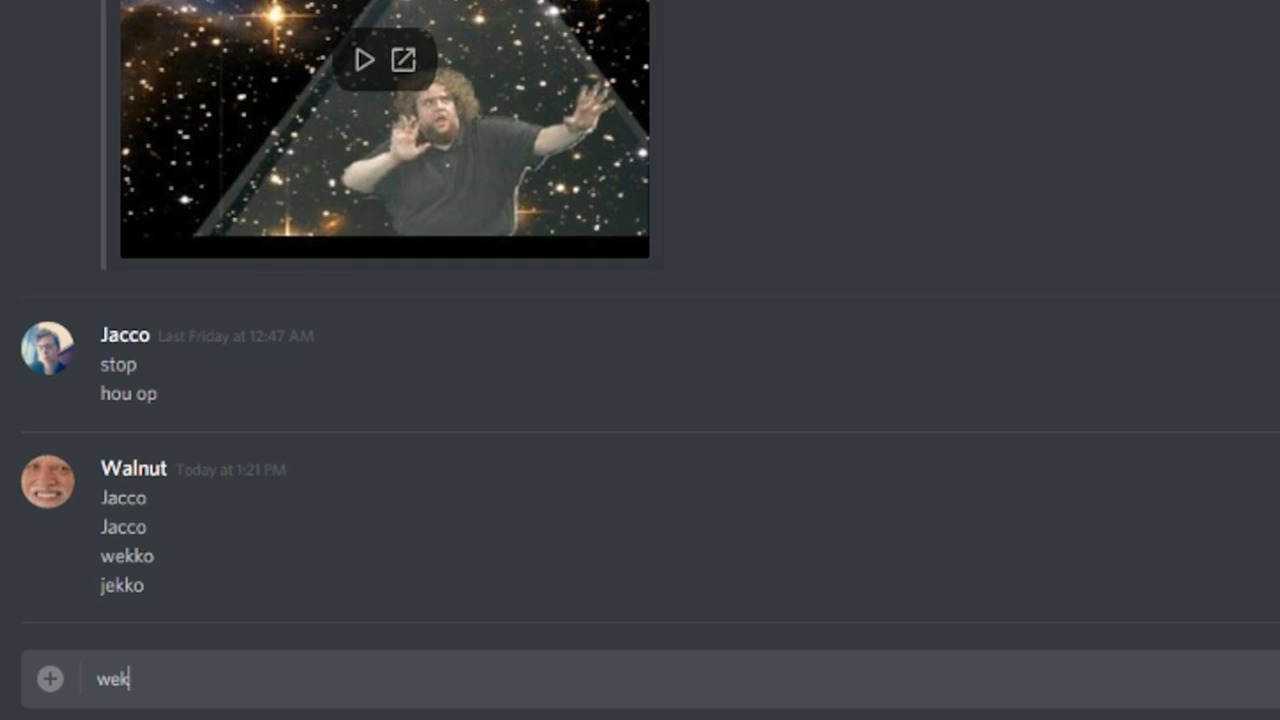 Jacco Last Friday at 12:47 AM
stop
hou op
Walnut Today at 1:21 PM
Jacco
Jacco
wekko
jekko
wek